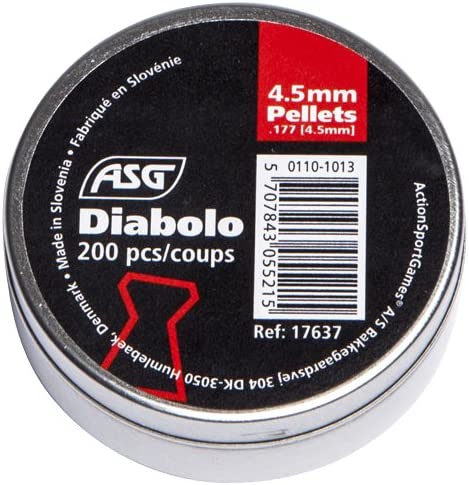 4.5mm
Pellets
.177 [4.5mm]
ASG
Diabolo
200 pcs/coups
0110-1013
5 707843 055215
Ref: 17637
ActionSportGames® A/S Bakkegaardsvej 304 DK-3050 Humlebaek, Denmark • Made in Slovenia • Fabriqué en Slovénie